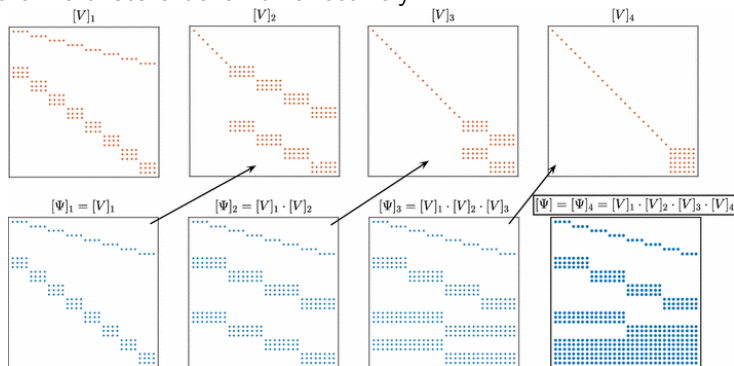 [V]₁
[V]₂
[V]₃
[V]₄
[Ψ]₁ = [V]₁
[Ψ]₂ = [V]₁ · [V]₂
[Ψ]₃ = [V]₁ · [V]₂ · [V]₃
[Ψ] = [Ψ]₄ = [V]₁ · [V]₂ · [V]₃ · [V]₄